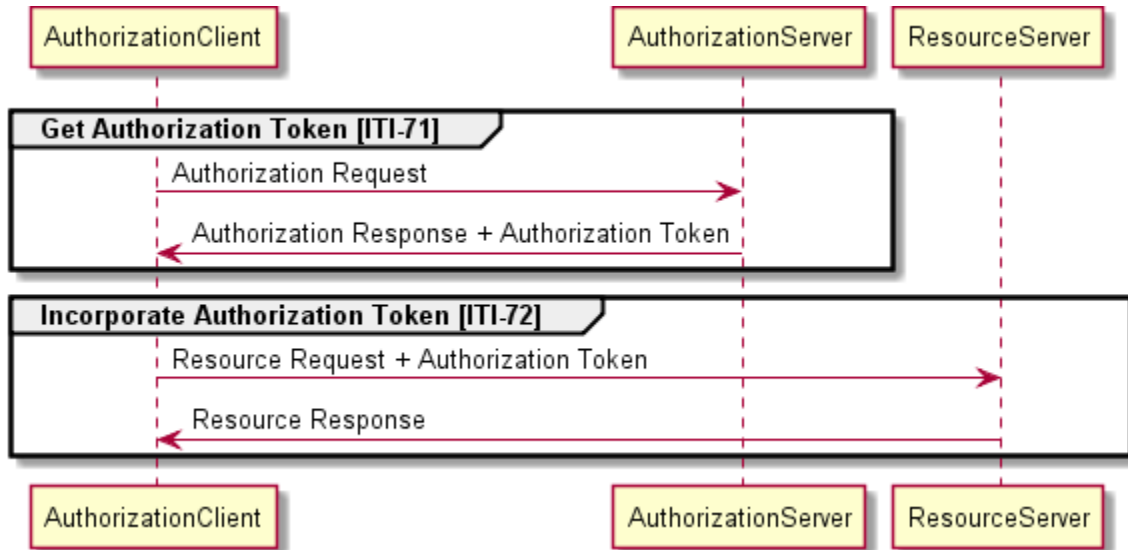 AuthorizationClient
AuthorizationServer
ResourceServer
Get Authorization Token [ITI-71]
Authorization Request
Authorization Response + Authorization Token
Incorporate Authorization Token [ITI-72]
Resource Request + Authorization Token
Resource Response
AuthorizationClient
AuthorizationServer
ResourceServer